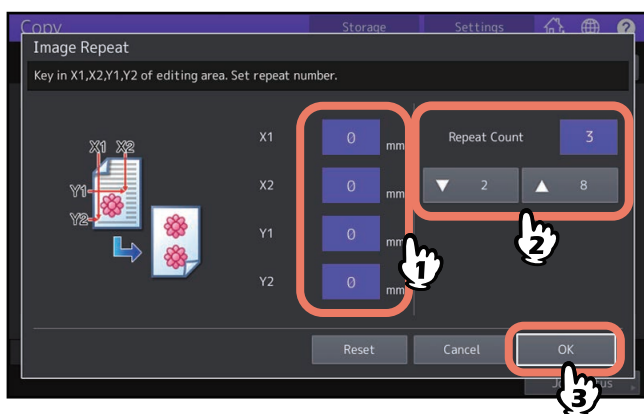 Copy Storage Settings
Image Repeat
Key in X1,X2,Y1,Y2 of editing area. Set repeat number.
X1 X2
Y1
Y2
X1 0 mm
X2 0 mm
Y1 0
Y2 0 mm
Repeat Count 3
2 8
1
2
Reset Cancel OK
3